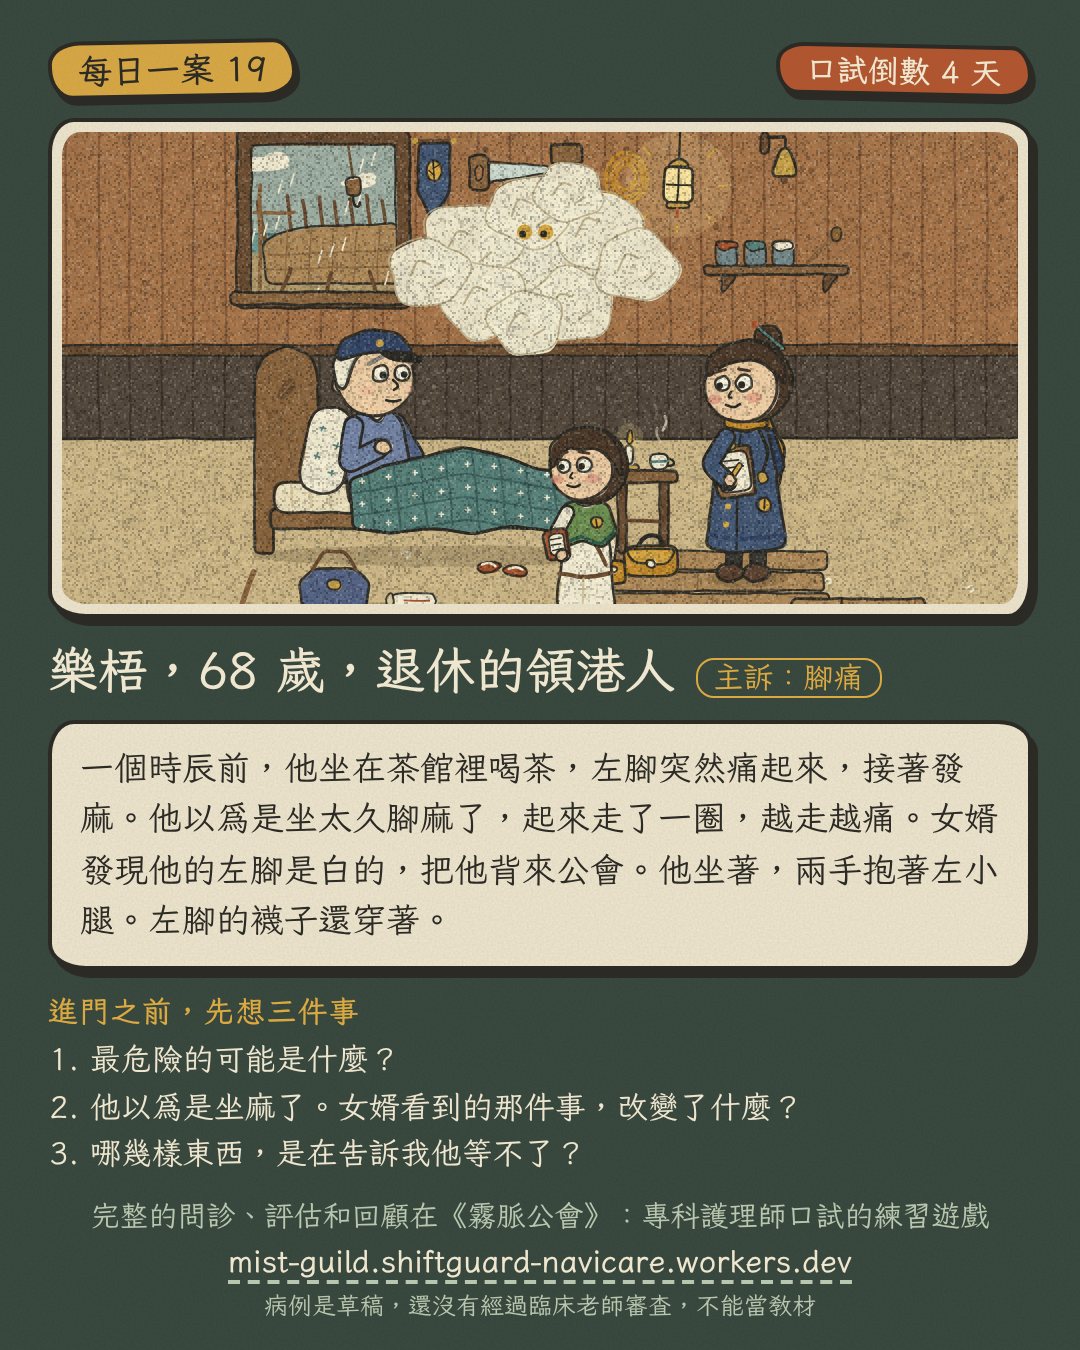 每日一案 19
口試倒數 4 天
樂梧，68 歲，退休的領港人
主訴：腳痛
一個時辰前，他坐在茶館裡喝茶，左腳突然痛起來，接著發
麻。他以為是坐太久腳麻了，起來走了一圈，越走越痛。女婿
發現他的左腳是白的，把他背來公會。他坐著，兩手抱著左小
腿。左腳的襪子還穿著。
進門之前，先想三件事
1. 最危險的可能是什麼？
2. 他以為是坐麻了。女婿看到的那件事，改變了什麼？
3. 哪幾樣東西，是在告訴我他等不了？
完整的問診、評估和回顧在《霧脈公會》：專科護理師口試的練習遊戲
mist-guild.shiftguard-navicare.workers.dev
病例是草稿，還沒有經過臨床老師審查，不能當教材